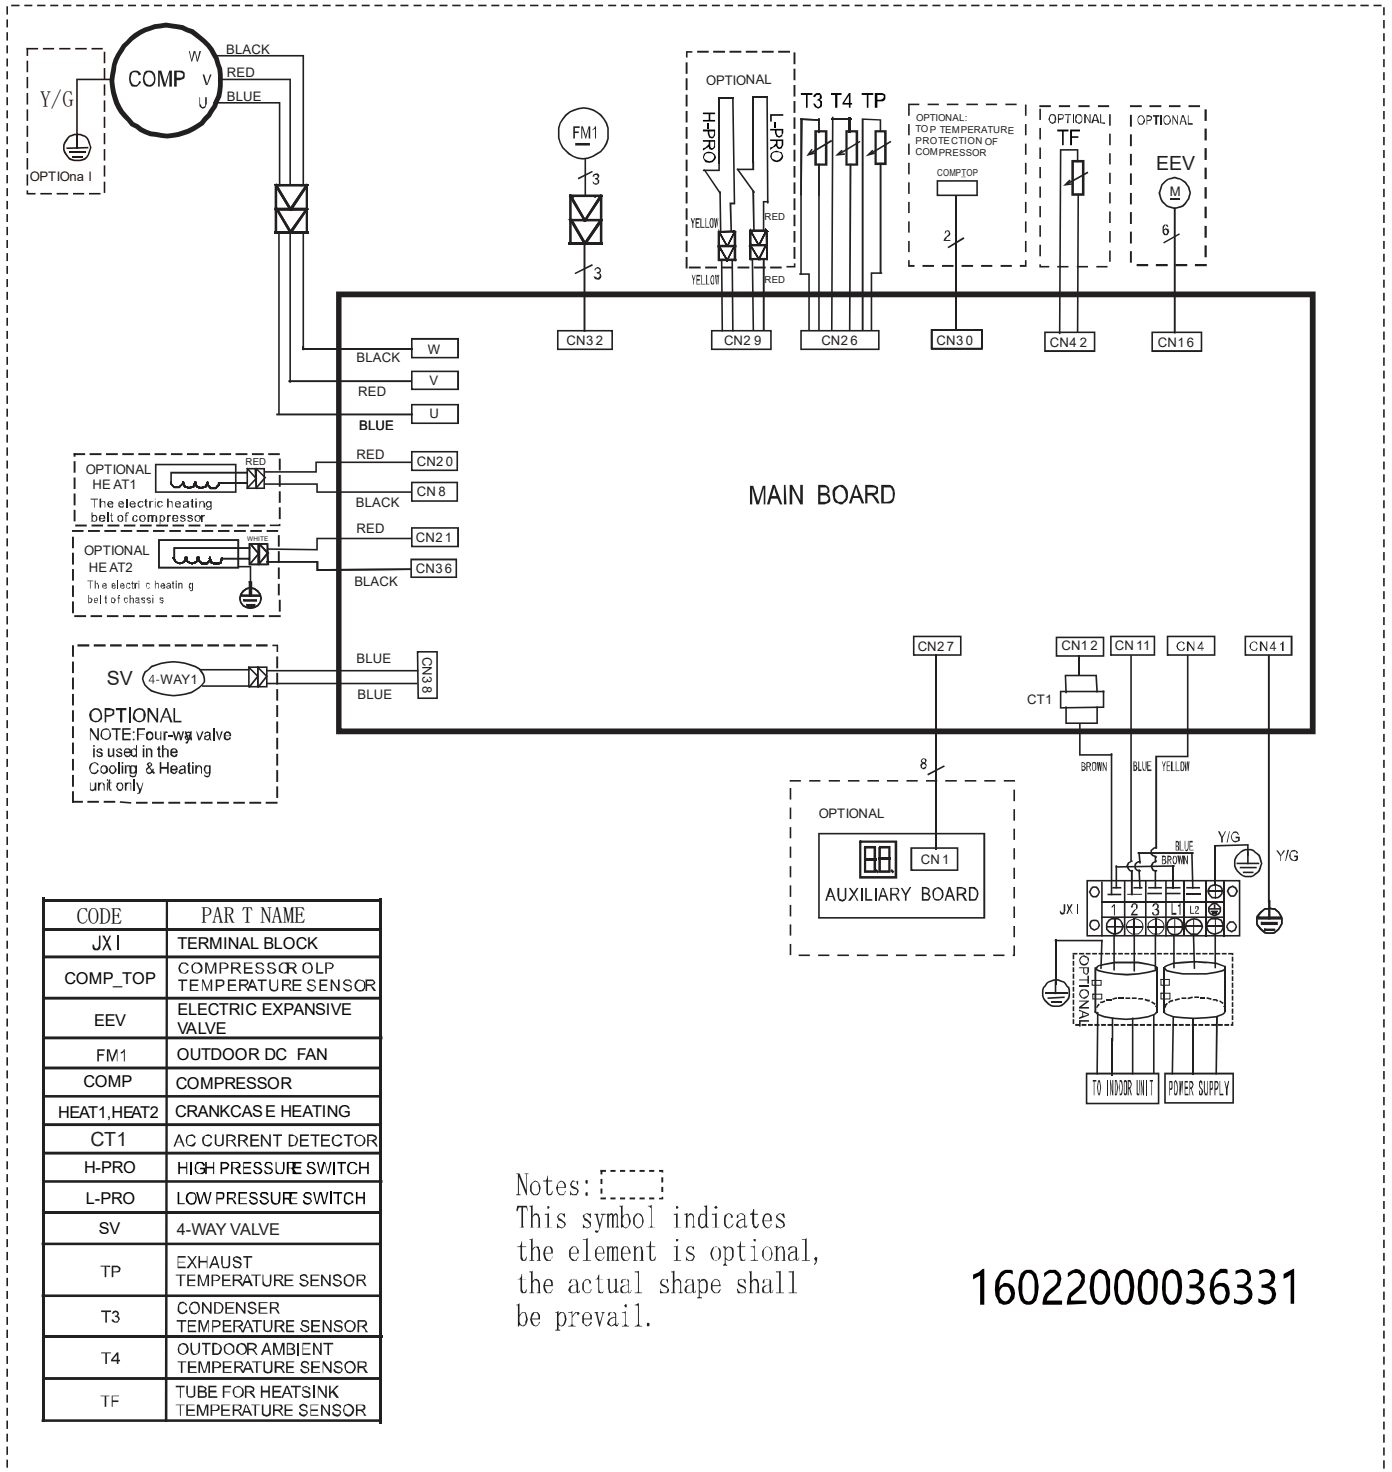 BLACK
W
Y/G
COMP
V
RED
U
BLUE
OPTIOna l
FM1
3
3
OPTIONAL
H-PRO
L-PRO
YELLOW
RED
YELLOW
RED
T3 T4 TP
OPTIONAL:
TOP TEMPERATURE
PROTECTION OF
COMPRESSOR
COMPTOP
2
OPTIONAL
TF
OPTIONAL
EEV
M
6
CN32
CN29
CN26
CN30
CN42
CN16
BLACK
W
RED
V
BLUE
U
OPTIONAL
HEAT1
RED
The electric heating
belt of compressor
RED
CN20
BLACK
CN8
OPTIONAL
HEAT2
WHITE
The electric heating
belt of chassis
RED
CN21
BLACK
CN36
MAIN BOARD
SV
4-WAY1
BLUE
BLUE
CN38
OPTIONAL
NOTE:Four-way valve
is used in the
Cooling & Heating
unit only
CN27
CN12
CN11
CN4
CN41
CT1
8
BROWN
BLUE
YELLOW
OPTIONAL
CN1
AUXILIARY BOARD
BLUE
BROWN
Y/G
Y/G
JX1
1 2 3 L1 L2
OPTIONAL
TO INDOOR UNIT
POWER SUPPLY
CODE PART NAME
JX1 TERMINAL BLOCK
COMP_TOP COMPRESSOR OLP
TEMPERATURE SENSOR
EEV ELECTRIC EXPANSIVE
VALVE
FM1 OUTDOOR DC FAN
COMP COMPRESSOR
HEAT1,HEAT2 CRANKCASE HEATING
CT1 AC CURRENT DETECTOR
H-PRO HIGH PRESSURE SWITCH
L-PRO LOW PRESSURE SWITCH
SV 4-WAY VALVE
TP EXHAUST
TEMPERATURE SENSOR
T3 CONDENSER
TEMPERATURE SENSOR
T4 OUTDOOR AMBIENT
TEMPERATURE SENSOR
TF TUBE FOR HEATSINK
TEMPERATURE SENSOR
Notes:
This symbol indicates
the element is optional,
the actual shape shall
be prevail.
16022000036331